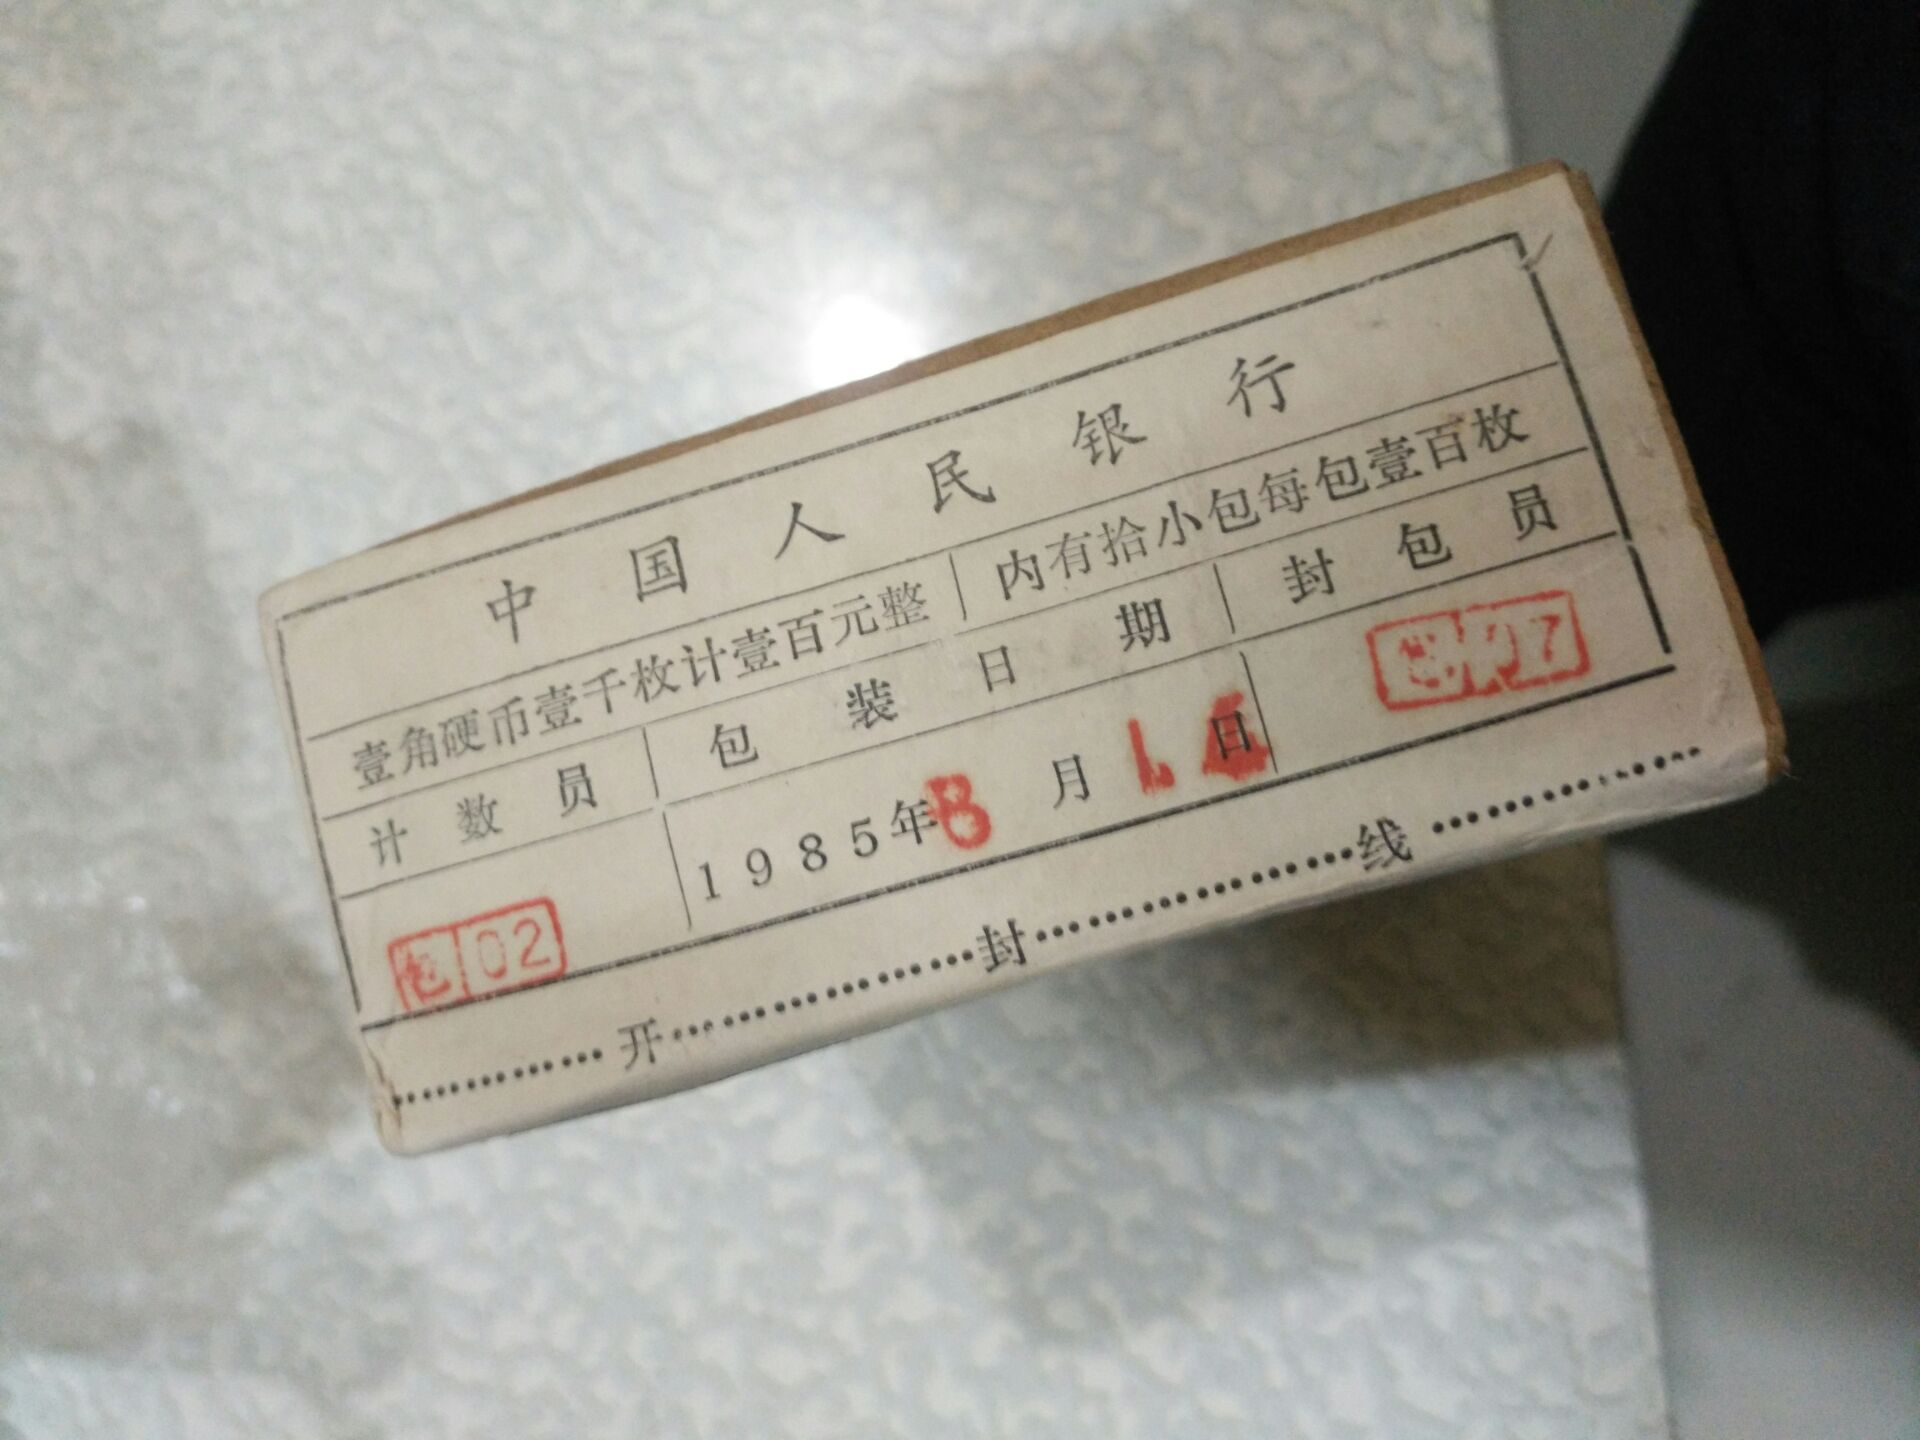 中国人民银行
壹角硬币壹千枚计壹百元整 内有拾小包每包壹百枚
计数员 包装日期 封包员
包02 1985年8月1 日
开封线